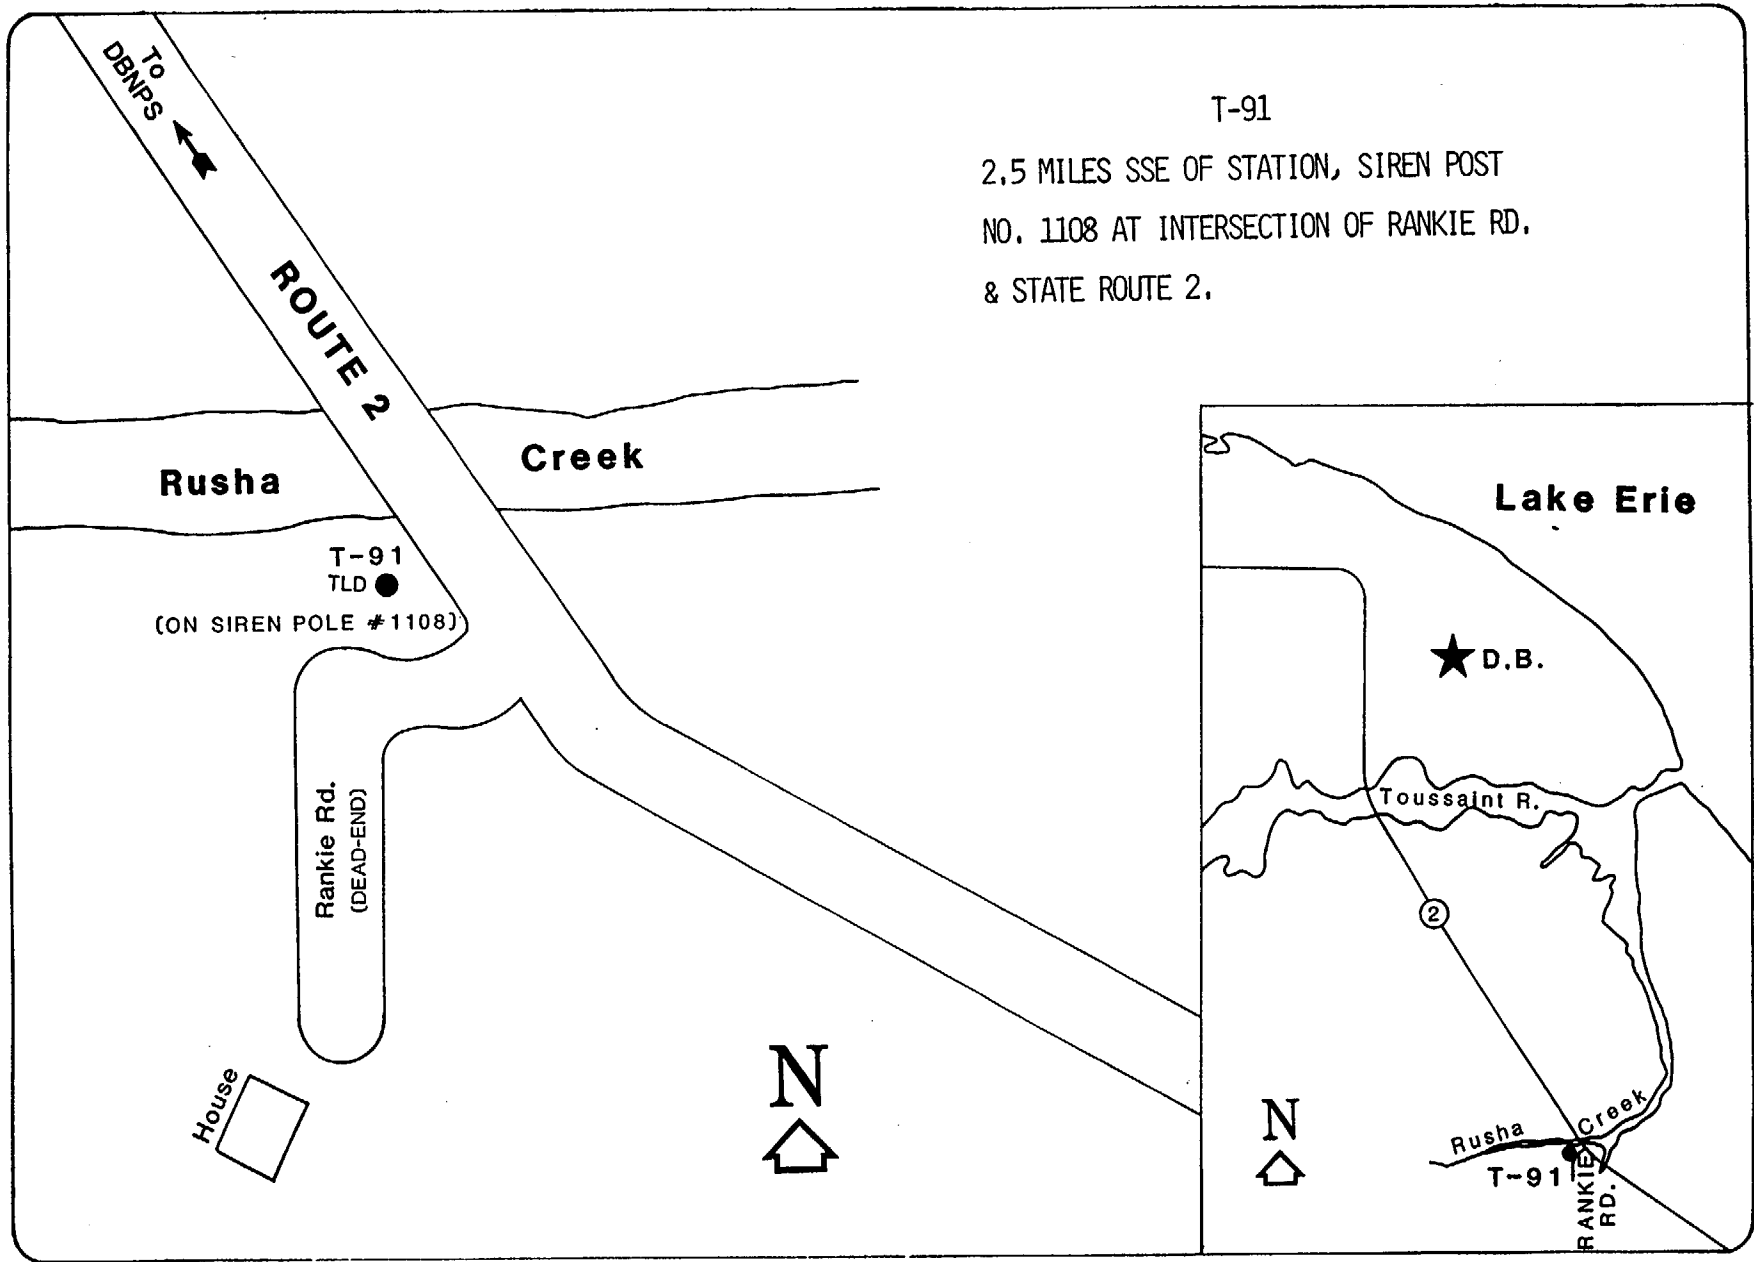 To
DBNPS
ROUTE 2
T-91
2.5 MILES SSE OF STATION, SIREN POST
NO. 1108 AT INTERSECTION OF RANKIE RD.
& STATE ROUTE 2.
Rusha Creek
T-91
TLD
(ON SIREN POLE #1108)
Rankie Rd.
(DEAD-END)
House
N
Lake Erie
D.B.
Toussaint R.
2
N
Rusha Creek
T-91
RANKIE
RD.